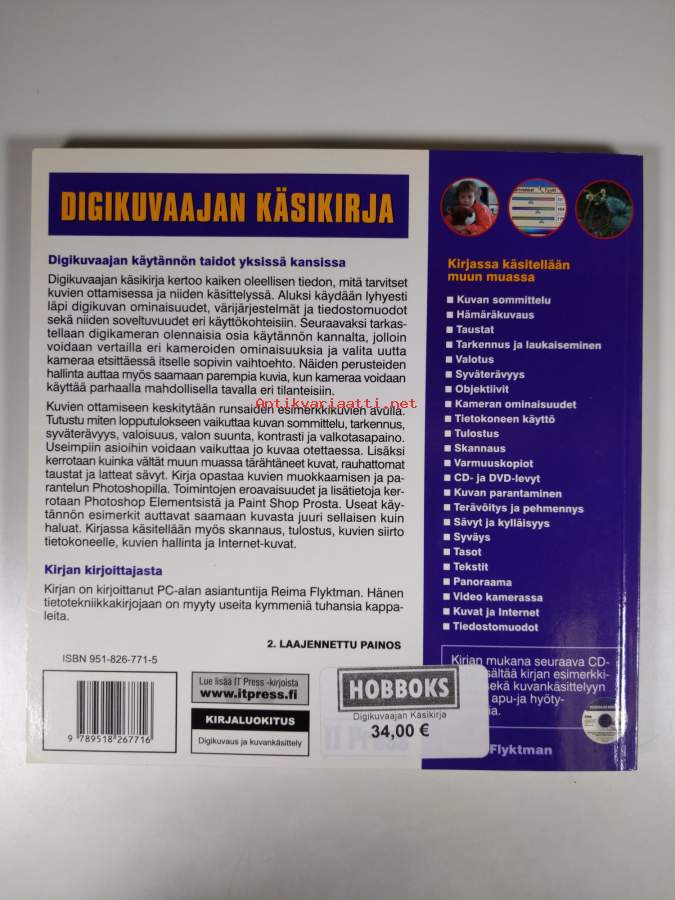 DIGIKUVAAJAN KÄSIKIRJA
Digikuvaajan käytännön taidot yksissä kansissa
Digikuvaajan käsikirja kertoo kaiken oleellisen tiedon, mitä tarvitset
kuvien ottamisessa ja niiden käsittelyssä. Aluksi käydään lyhyesti
läpi digikuvan ominaisuudet, värijärjestelmät ja tiedostomuodot
sekä niiden soveltuvuudet eri käyttökohteisiin. Seuraavaksi tarkas-
tellaan digikameran olennaisia osia käytönnön kannalta, jolloin
voidaan vertailla eri kameroiden ominaisuuksia ja valita uutta
kameraa etsittäessä itselle sopivin vaihtoehto. Näiden perusteiden
hallinta auttaa myös saamaan parempia kuvia, kun kameraa voidaan
käyttää parhaalla mahdollisella tavalla eri tilanteisiin.
Antikvariaatti.net
Kuvien ottamiseen keskitytään runsaiden esimerkkikuvien avulla.
Tutustu miten lopputulokseen vaikuttaa kuvan sommittelu, tarkennus,
syväterävyys, valoisuus, valon suunta, kontrasti ja valkotasapaino.
Useimpiin asioihin voidaan vaikuttaa jo kuvaa otettaessa. Lisäksi
kerrotaan kuinka vältät muun muassa tärähtäneet kuvat, rauhattomat
taustat ja latteat sävyt. Kirja opastaa kuvien muokkaamisen ja pa-
rantelun Photoshopilla. Toimintojen eroavaisuudet ja lisätietoja ker-
rotaan Photoshop Elementsistä ja Paint Shop Prosta. Useat käy-
tännön esimerkit auttavat saamaan kuvasta juuri sellaisen kuin
haluat. Kirjassa käsitellään myös skannaus, tulostus, kuvien siirto
tietokoneelle, kuvien hallinta ja Internet-kuvat.
Kirjan kirjoittajasta
Kirjan on kirjoittanut PC-alan asiantuntija Reima Flyktman. Hänen
tietotekniikkakirjojaan on myyty useita kymmeniä tuhansia kappa-
leita.
2. LAAJENNETTU PAINOS
ISBN 951-826-771-5
9 789518 267716
Lue lisää IT Press -kirjoista
www.itpress.fi
KIRJALUOKITUS
Digikuvaus ja kuvankäsittely
HOBBOKS
Digikuvaajan Käsikirja
34,00 €
IT Press
Kirjassa käsitellään
muun muassa
■ Kuvan sommittelu
■ Hämäräkuvaus
■ Taustat
■ Tarkennus ja laukaiseminen
■ Valotus
■ Syväterävyys
■ Objektiivit
■ Kameran ominaisuudet
■ Tietokoneen käyttö
■ Tulostus
■ Skannaus
■ Varmuuskopiot
■ CD- ja DVD-levyt
■ Kuvan parantaminen
■ Terävöitys ja pehmennys
■ Sävyt ja kylläisyys
■ Syväys
■ Tasot
■ Tekstit
■ Panoraama
■ Video kamerassa
■ Kuvat ja Internet
■ Tiedostomuodot
Kirjan mukana seuraava CD-
sältää kirjan esimerkki-
sekä kuvankäsittelyyn
apu-ja hyöty-
Flyktman